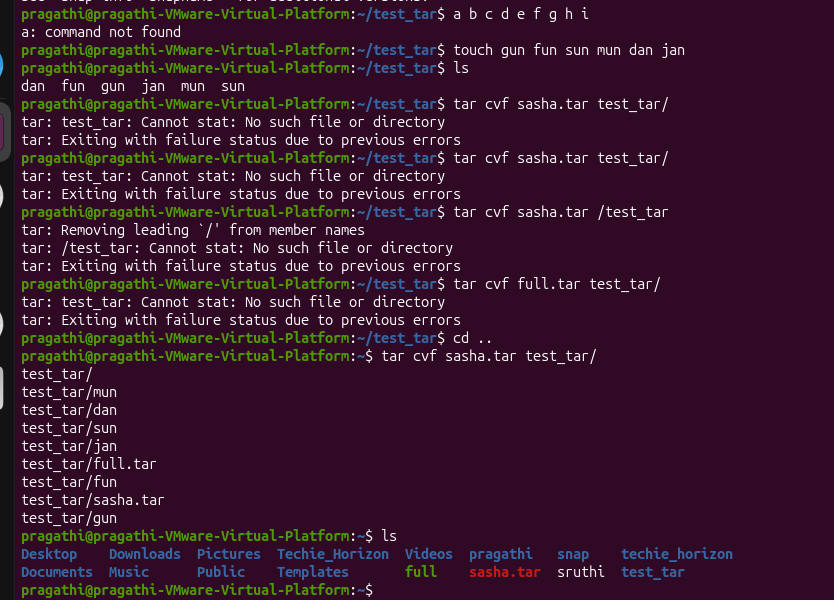 pragathi@pragathi-VMware-Virtual-Platform:~/test_tar$ a b c d e f g h i
a: command not found
pragathi@pragathi-VMware-Virtual-Platform:~/test_tar$ touch gun fun sun mun dan jan
pragathi@pragathi-VMware-Virtual-Platform:~/test_tar$ ls
dan  fun  gun  jan  mun  sun
pragathi@pragathi-VMware-Virtual-Platform:~/test_tar$ tar cvf sasha.tar test_tar/
tar: test_tar: Cannot stat: No such file or directory
tar: Exiting with failure status due to previous errors
pragathi@pragathi-VMware-Virtual-Platform:~/test_tar$ tar cvf sasha.tar test_tar/
tar: test_tar: Cannot stat: No such file or directory
tar: Exiting with failure status due to previous errors
pragathi@pragathi-VMware-Virtual-Platform:~/test_tar$ tar cvf sasha.tar /test_tar
tar: Removing leading `/' from member names
tar: /test_tar: Cannot stat: No such file or directory
tar: Exiting with failure status due to previous errors
pragathi@pragathi-VMware-Virtual-Platform:~/test_tar$ tar cvf full.tar test_tar/
tar: test_tar: Cannot stat: No such file or directory
tar: Exiting with failure status due to previous errors
pragathi@pragathi-VMware-Virtual-Platform:~/test_tar$ cd ..
pragathi@pragathi-VMware-Virtual-Platform:~$ tar cvf sasha.tar test_tar/
test_tar/
test_tar/mun
test_tar/dan
test_tar/sun
test_tar/jan
test_tar/full.tar
test_tar/fun
test_tar/sasha.tar
test_tar/gun
pragathi@pragathi-VMware-Virtual-Platform:~$ ls
Desktop    Downloads  Pictures  Techie_Horizon  Videos  pragathi   snap    techie_horizon
Documents  Music      Public    Templates       full    sasha.tar  sruthi  test_tar
pragathi@pragathi-VMware-Virtual-Platform:~$